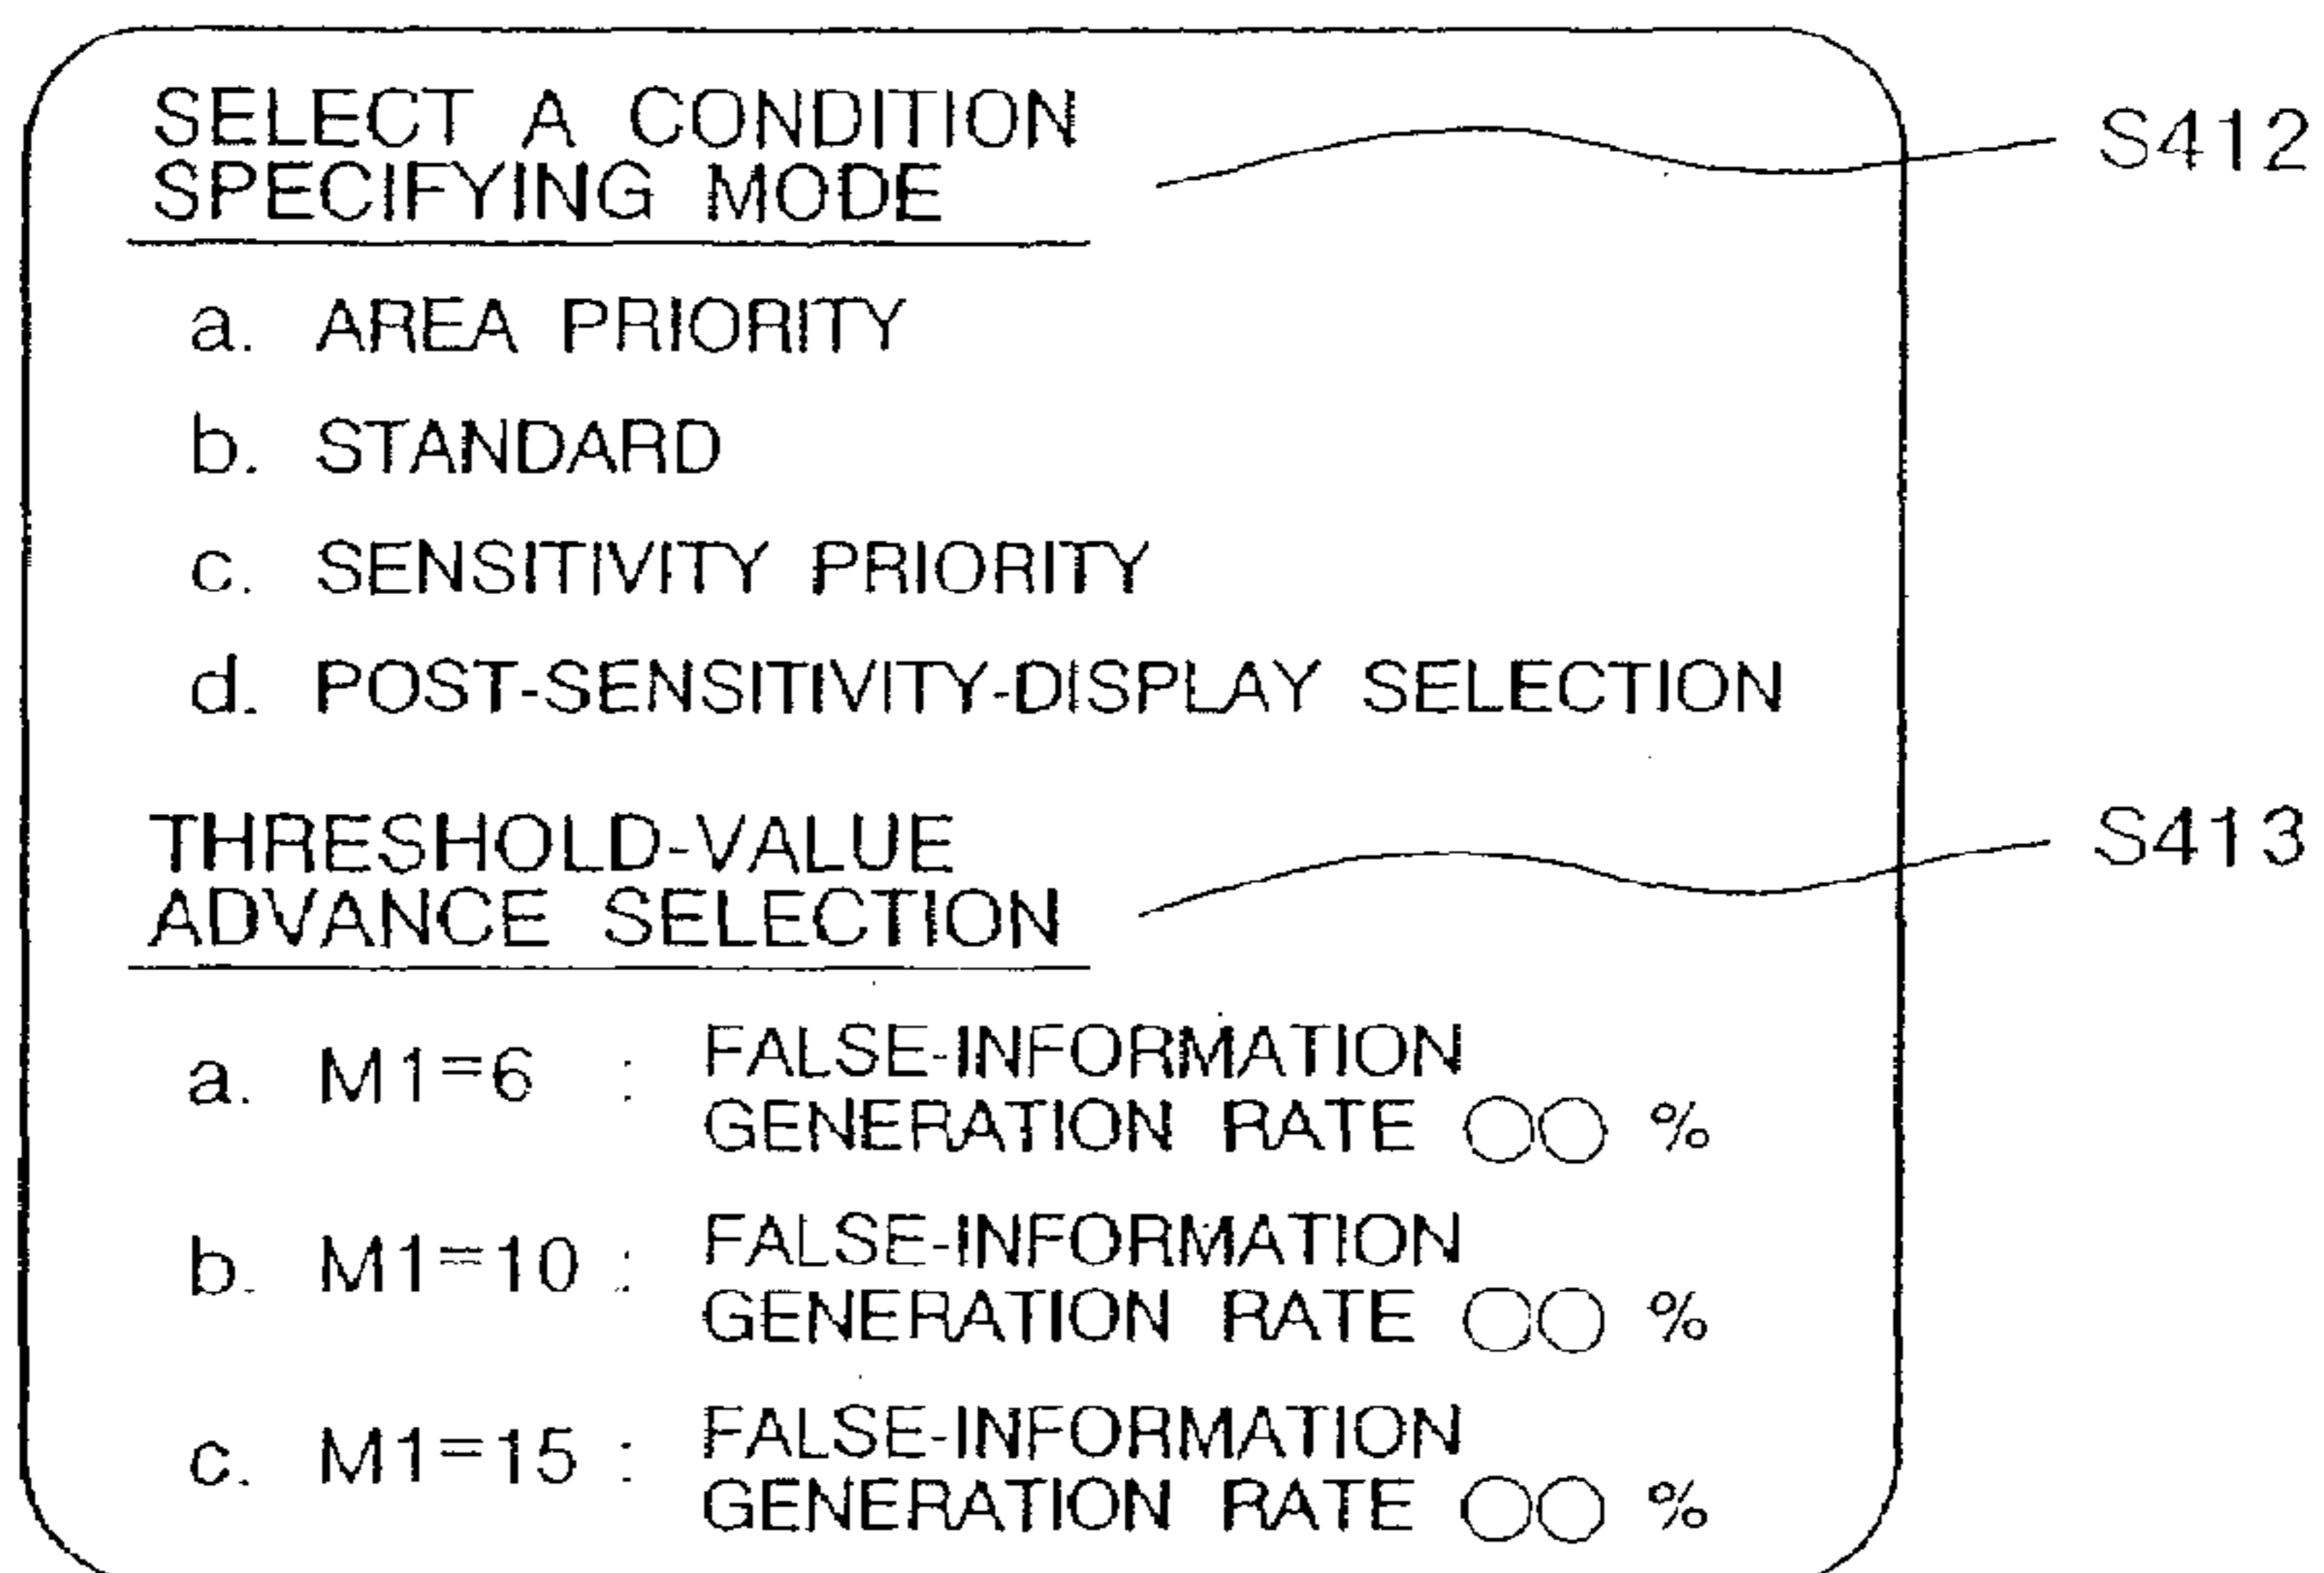 SELECT A CONDITION
SPECIFYING MODE
S412
a. AREA PRIORITY
b. STANDARD
c. SENSITIVITY PRIORITY
d. POST-SENSITIVITY-DISPLAY SELECTION
THRESHOLD-VALUE
ADVANCE SELECTION
S413
a. M1=6 : FALSE-INFORMATION
GENERATION RATE ○○ %
b. M1=10 : FALSE-INFORMATION
GENERATION RATE ○○ %
c. M1=15 : FALSE-INFORMATION
GENERATION RATE ○○ %